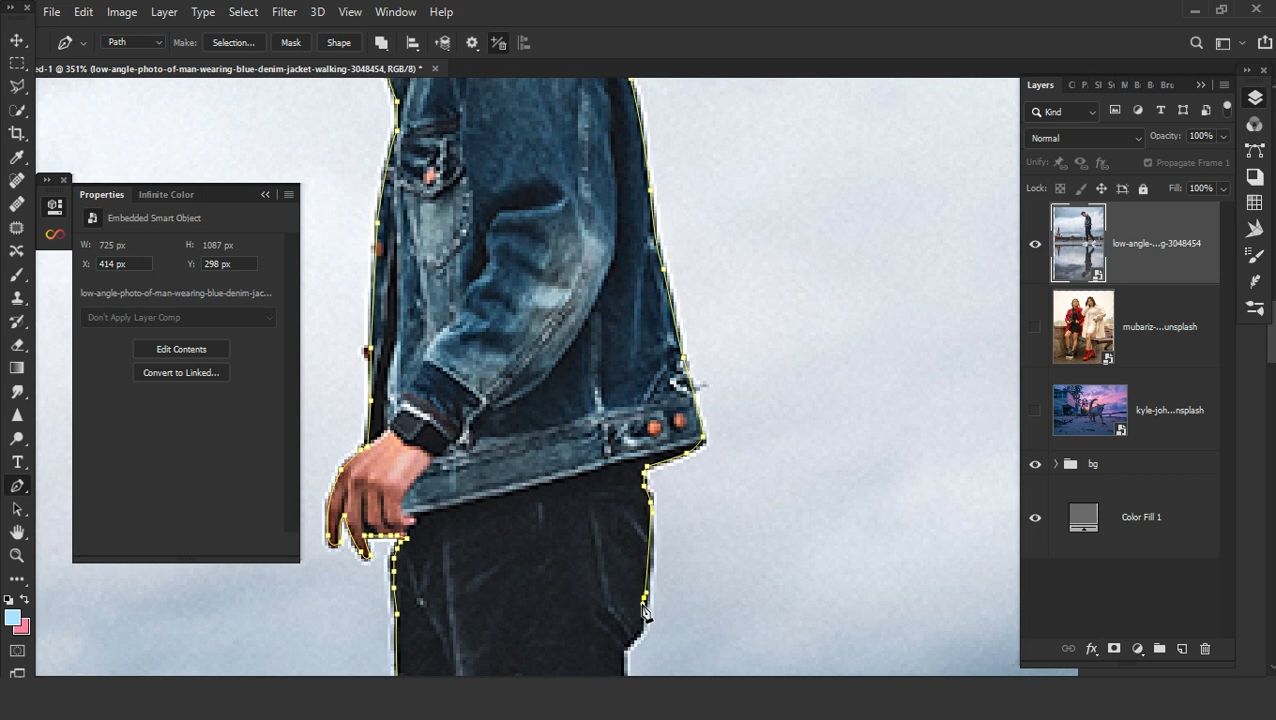 File Edit Image Layer Type Select Filter 3D View Window Help
Path Make: Selection... Mask Shape
ed-1 @ 351% (low-angle-photo-of-man-wearing-blue-denim-jacket-walking-3048454, RGB/8) *
Properties Infinite Color
Embedded Smart Object
W: 725 px H: 1087 px
X: 414 px Y: 298 px
low-angle-photo-of-man-wearing-blue-denim-jac...
Don't Apply Layer Comp
Edit Contents
Convert to Linked...
Layers
Kind
Normal Opacity: 100%
Unify: Propagate Frame 1
Lock: Fill: 100%
low-angle-...g-3048454
mubariz-...unsplash
kyle-joh...nsplash
bg
Color Fill 1